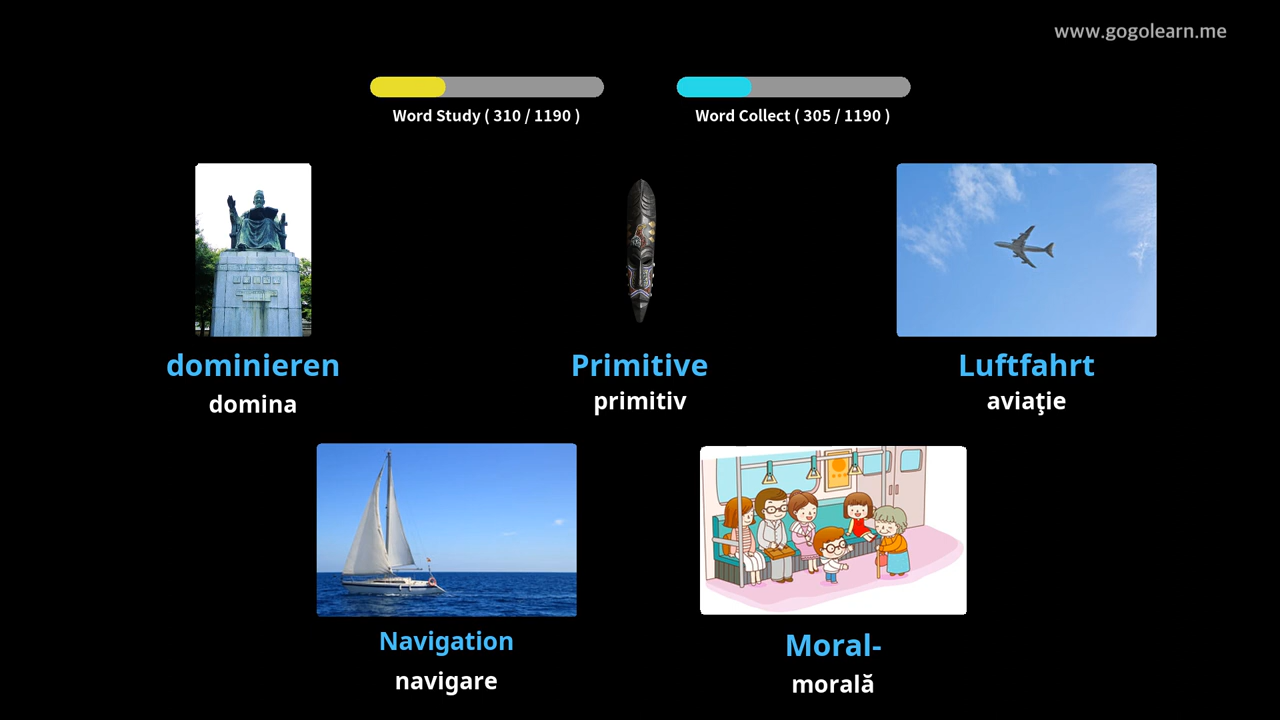 www.gogolearn.me
Word Study ( 310 / 1190 )
Word Collect ( 305 / 1190 )
dominieren
domina
Primitive
primitiv
Luftfahrt
aviaţie
Navigation
navigare
Moral-
morală